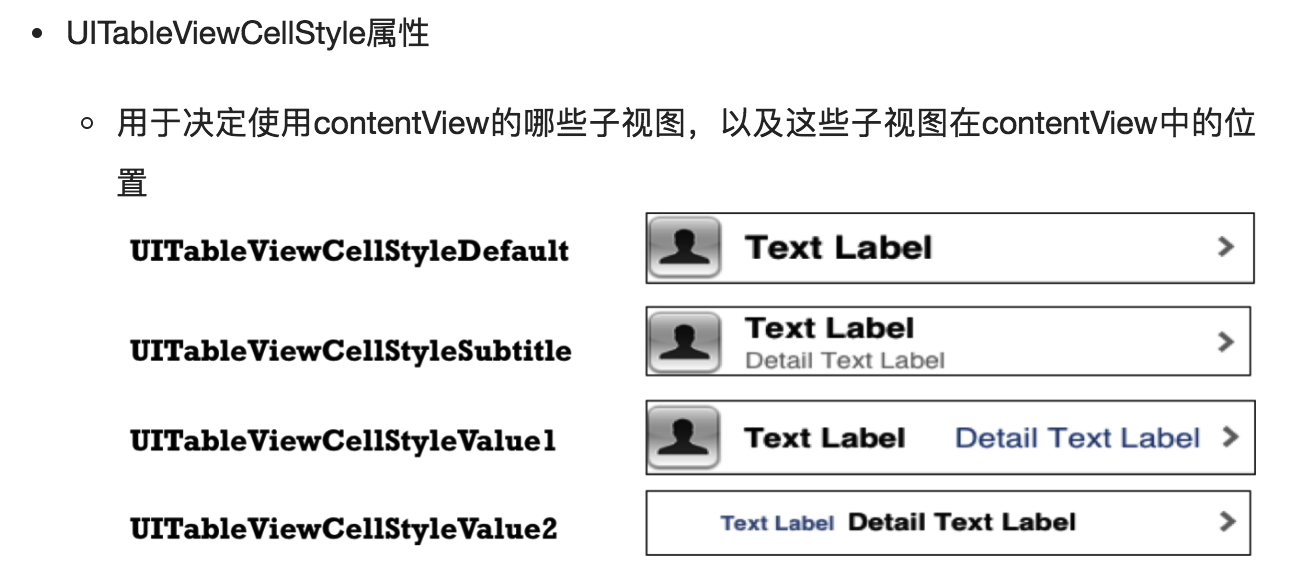 UITableViewCellStyle属性
用于决定使用contentView的哪些子视图，以及这些子视图在contentView中的位
置
UITableViewCellStyleDefault
Text Label
UITableViewCellStyleSubtitle
Text Label
Detail Text Label
UITableViewCellStyleValue1
Text Label Detail Text Label
UITableViewCellStyleValue2
Text Label Detail Text Label